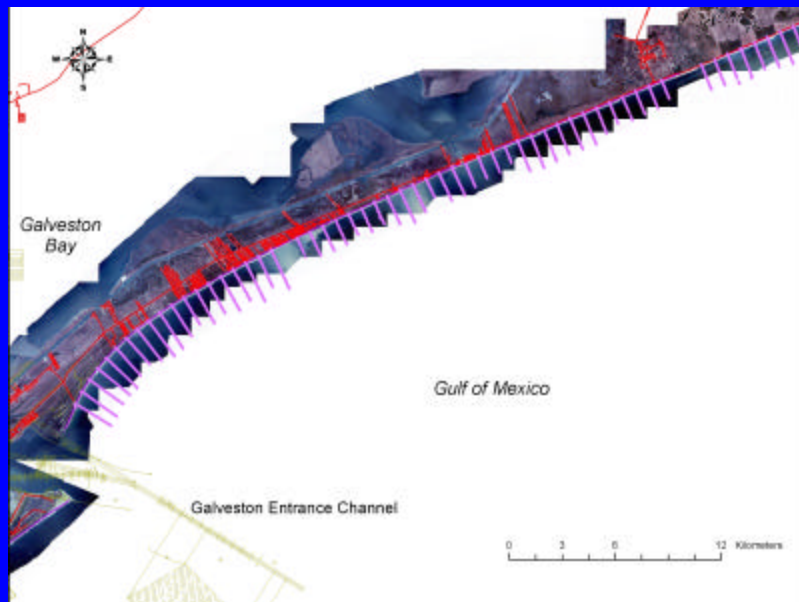 N
W E
S
Galveston
Bay
Gulf of Mexico
Galveston Entrance Channel
0 3 6 12 Kilometers